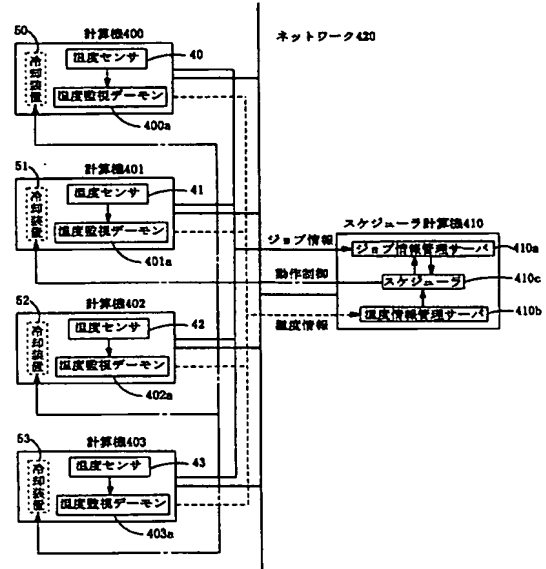 50
計算機400
冷却装置
温度センサ
40
温度監視デーモン
400a
ネットワーク420
51
計算機401
冷却装置
温度センサ
41
温度監視デーモン
401a
52
計算機402
冷却装置
温度センサ
42
温度監視デーモン
402a
53
計算機403
冷却装置
温度センサ
43
温度監視デーモン
403a
ジョブ情報
動作制御
温度情報
スケジューラ計算機410
ジョブ情報管理サーバ
410a
スケジューラ
410c
温度情報管理サーバ
410b